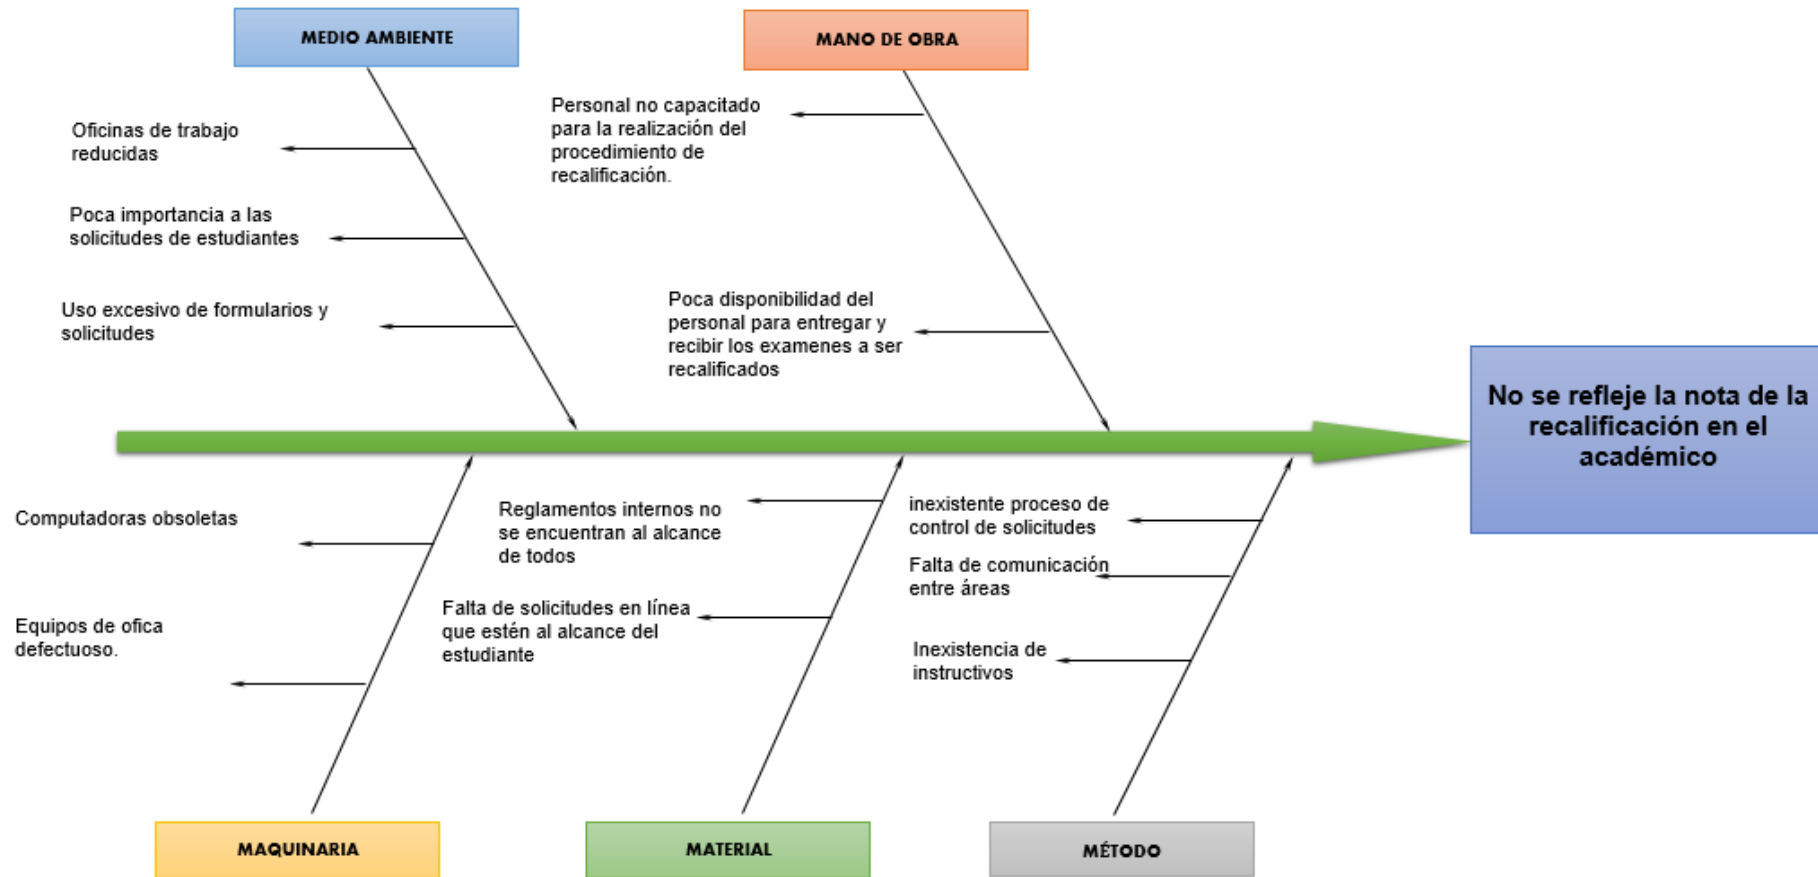 MEDIO AMBIENTE
MANO DE OBRA
Oficinas de trabajo
reducidas
Poca importancia a las
solicitudes de estudiantes
Uso excesivo de formularios y
solicitudes
Personal no capacitado
para la realización del
procedimiento de
recalificación.
Poca disponibilidad del
personal para entregar y
recibir los examenes a ser
recalificados
No se refleje la nota de la
recalificación en el
académico
Computadoras obsoletas
Equipos de ofica
defectuoso.
Reglamentos internos no
se encuentran al alcance
de todos
Falta de solicitudes en línea
que estén al alcance del
estudiante
inexistente proceso de
control de solicitudes
Falta de comunicación
entre áreas
Inexistencia de
instructivos
MAQUINARIA
MATERIAL
MÉTODO